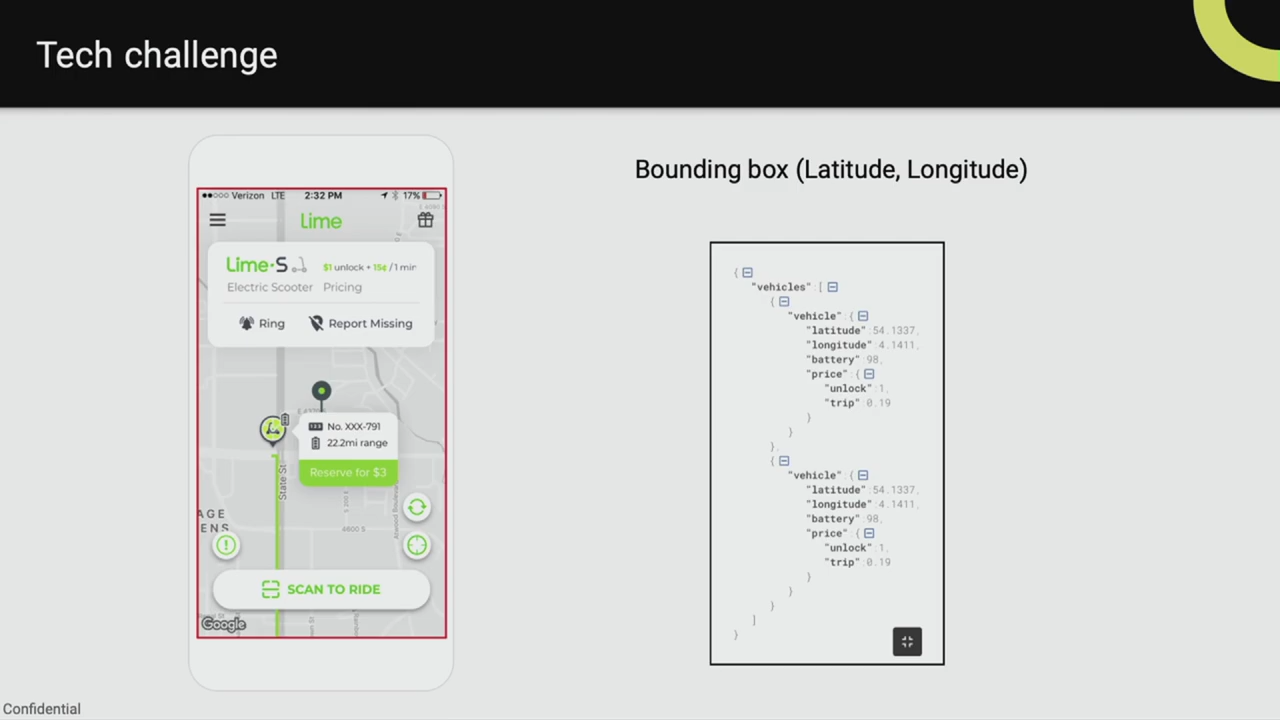 Tech challenge
Bounding box (Latitude, Longitude)
Verizon LTE 2:32 PM 17%
Lime
E 4090 S
Lime-S $1 unlock + 15¢ / 1 min
Electric Scooter Pricing
Ring Report Missing
No. XXX-791
22.2mi range
Reserve for $3
State St
AGE
ENS
4600 S
SCAN TO RIDE
Google
{
"vehicles": [
{
"vehicle": {
"latitude": 54.1337,
"longitude": 4.1411,
"battery": 98,
"price": {
"unlock": 1,
"trip": 0.19
}
}
},
{
"vehicle": {
"latitude": 54.1337,
"longitude": 4.1411,
"battery": 98,
"price": {
"unlock": 1,
"trip": 0.19
}
}
}
]
}
Confidential